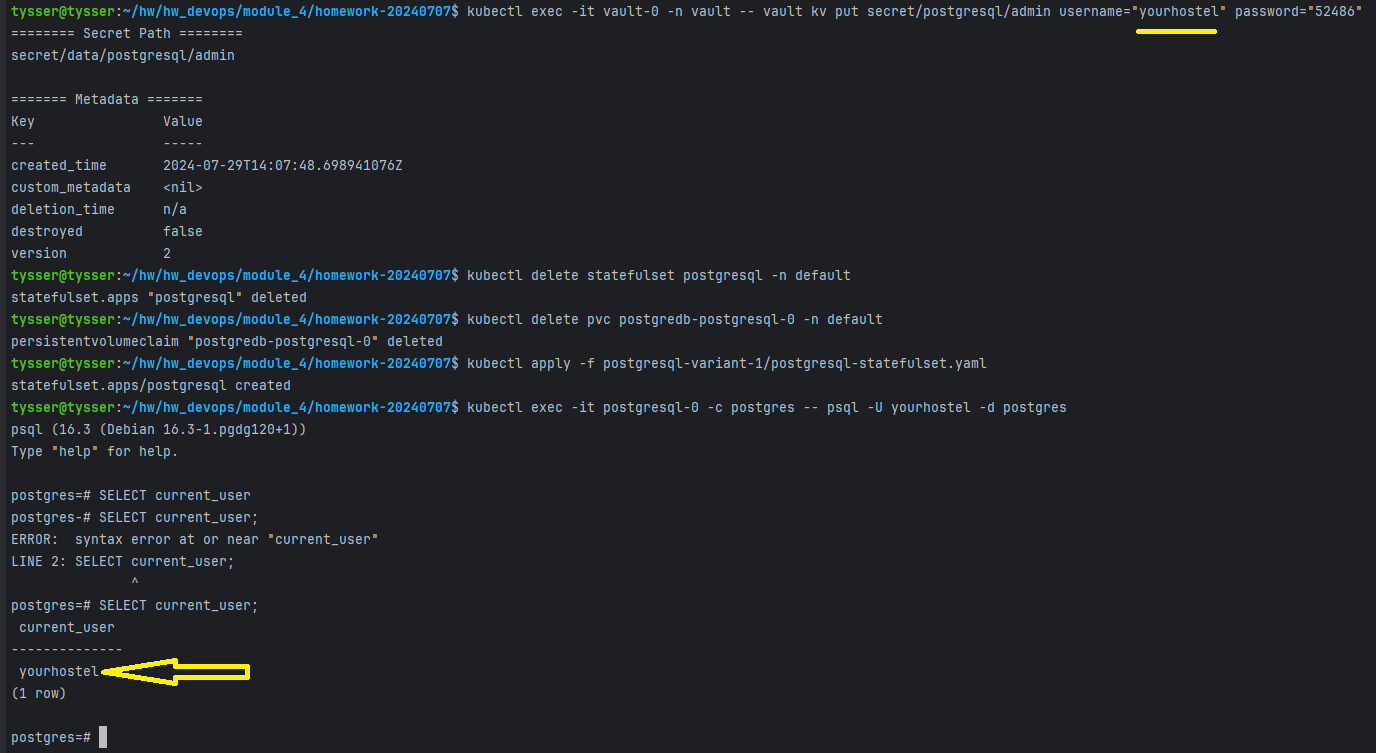 tysser@tysser:~/hw/hw_devops/module_4/homework-20240707$ kubectl exec -it vault-0 -n vault -- vault kv put secret/postgresql/admin username="yourhostel" password="52486"
======== Secret Path ========
secret/data/postgresql/admin

======= Metadata =======
Key                Value
---                -----
created_time       2024-07-29T14:07:48.698941076Z
custom_metadata    <nil>
deletion_time      n/a
destroyed          false
version            2
tysser@tysser:~/hw/hw_devops/module_4/homework-20240707$ kubectl delete statefulset postgresql -n default
statefulset.apps "postgresql" deleted
tysser@tysser:~/hw/hw_devops/module_4/homework-20240707$ kubectl delete pvc postgredb-postgresql-0 -n default
persistentvolumeclaim "postgredb-postgresql-0" deleted
tysser@tysser:~/hw/hw_devops/module_4/homework-20240707$ kubectl apply -f postgresql-variant-1/postgresql-statefulset.yaml
statefulset.apps/postgresql created
tysser@tysser:~/hw/hw_devops/module_4/homework-20240707$ kubectl exec -it postgresql-0 -c postgres -- psql -U yourhostel -d postgres
psql (16.3 (Debian 16.3-1.pgdg120+1))
Type "help" for help.

postgres=# SELECT current_user
postgres-# SELECT current_user;
ERROR:  syntax error at or near "current_user"
LINE 2: SELECT current_user;
               ^
postgres=# SELECT current_user;
 current_user
--------------
 yourhostel
(1 row)

postgres=#